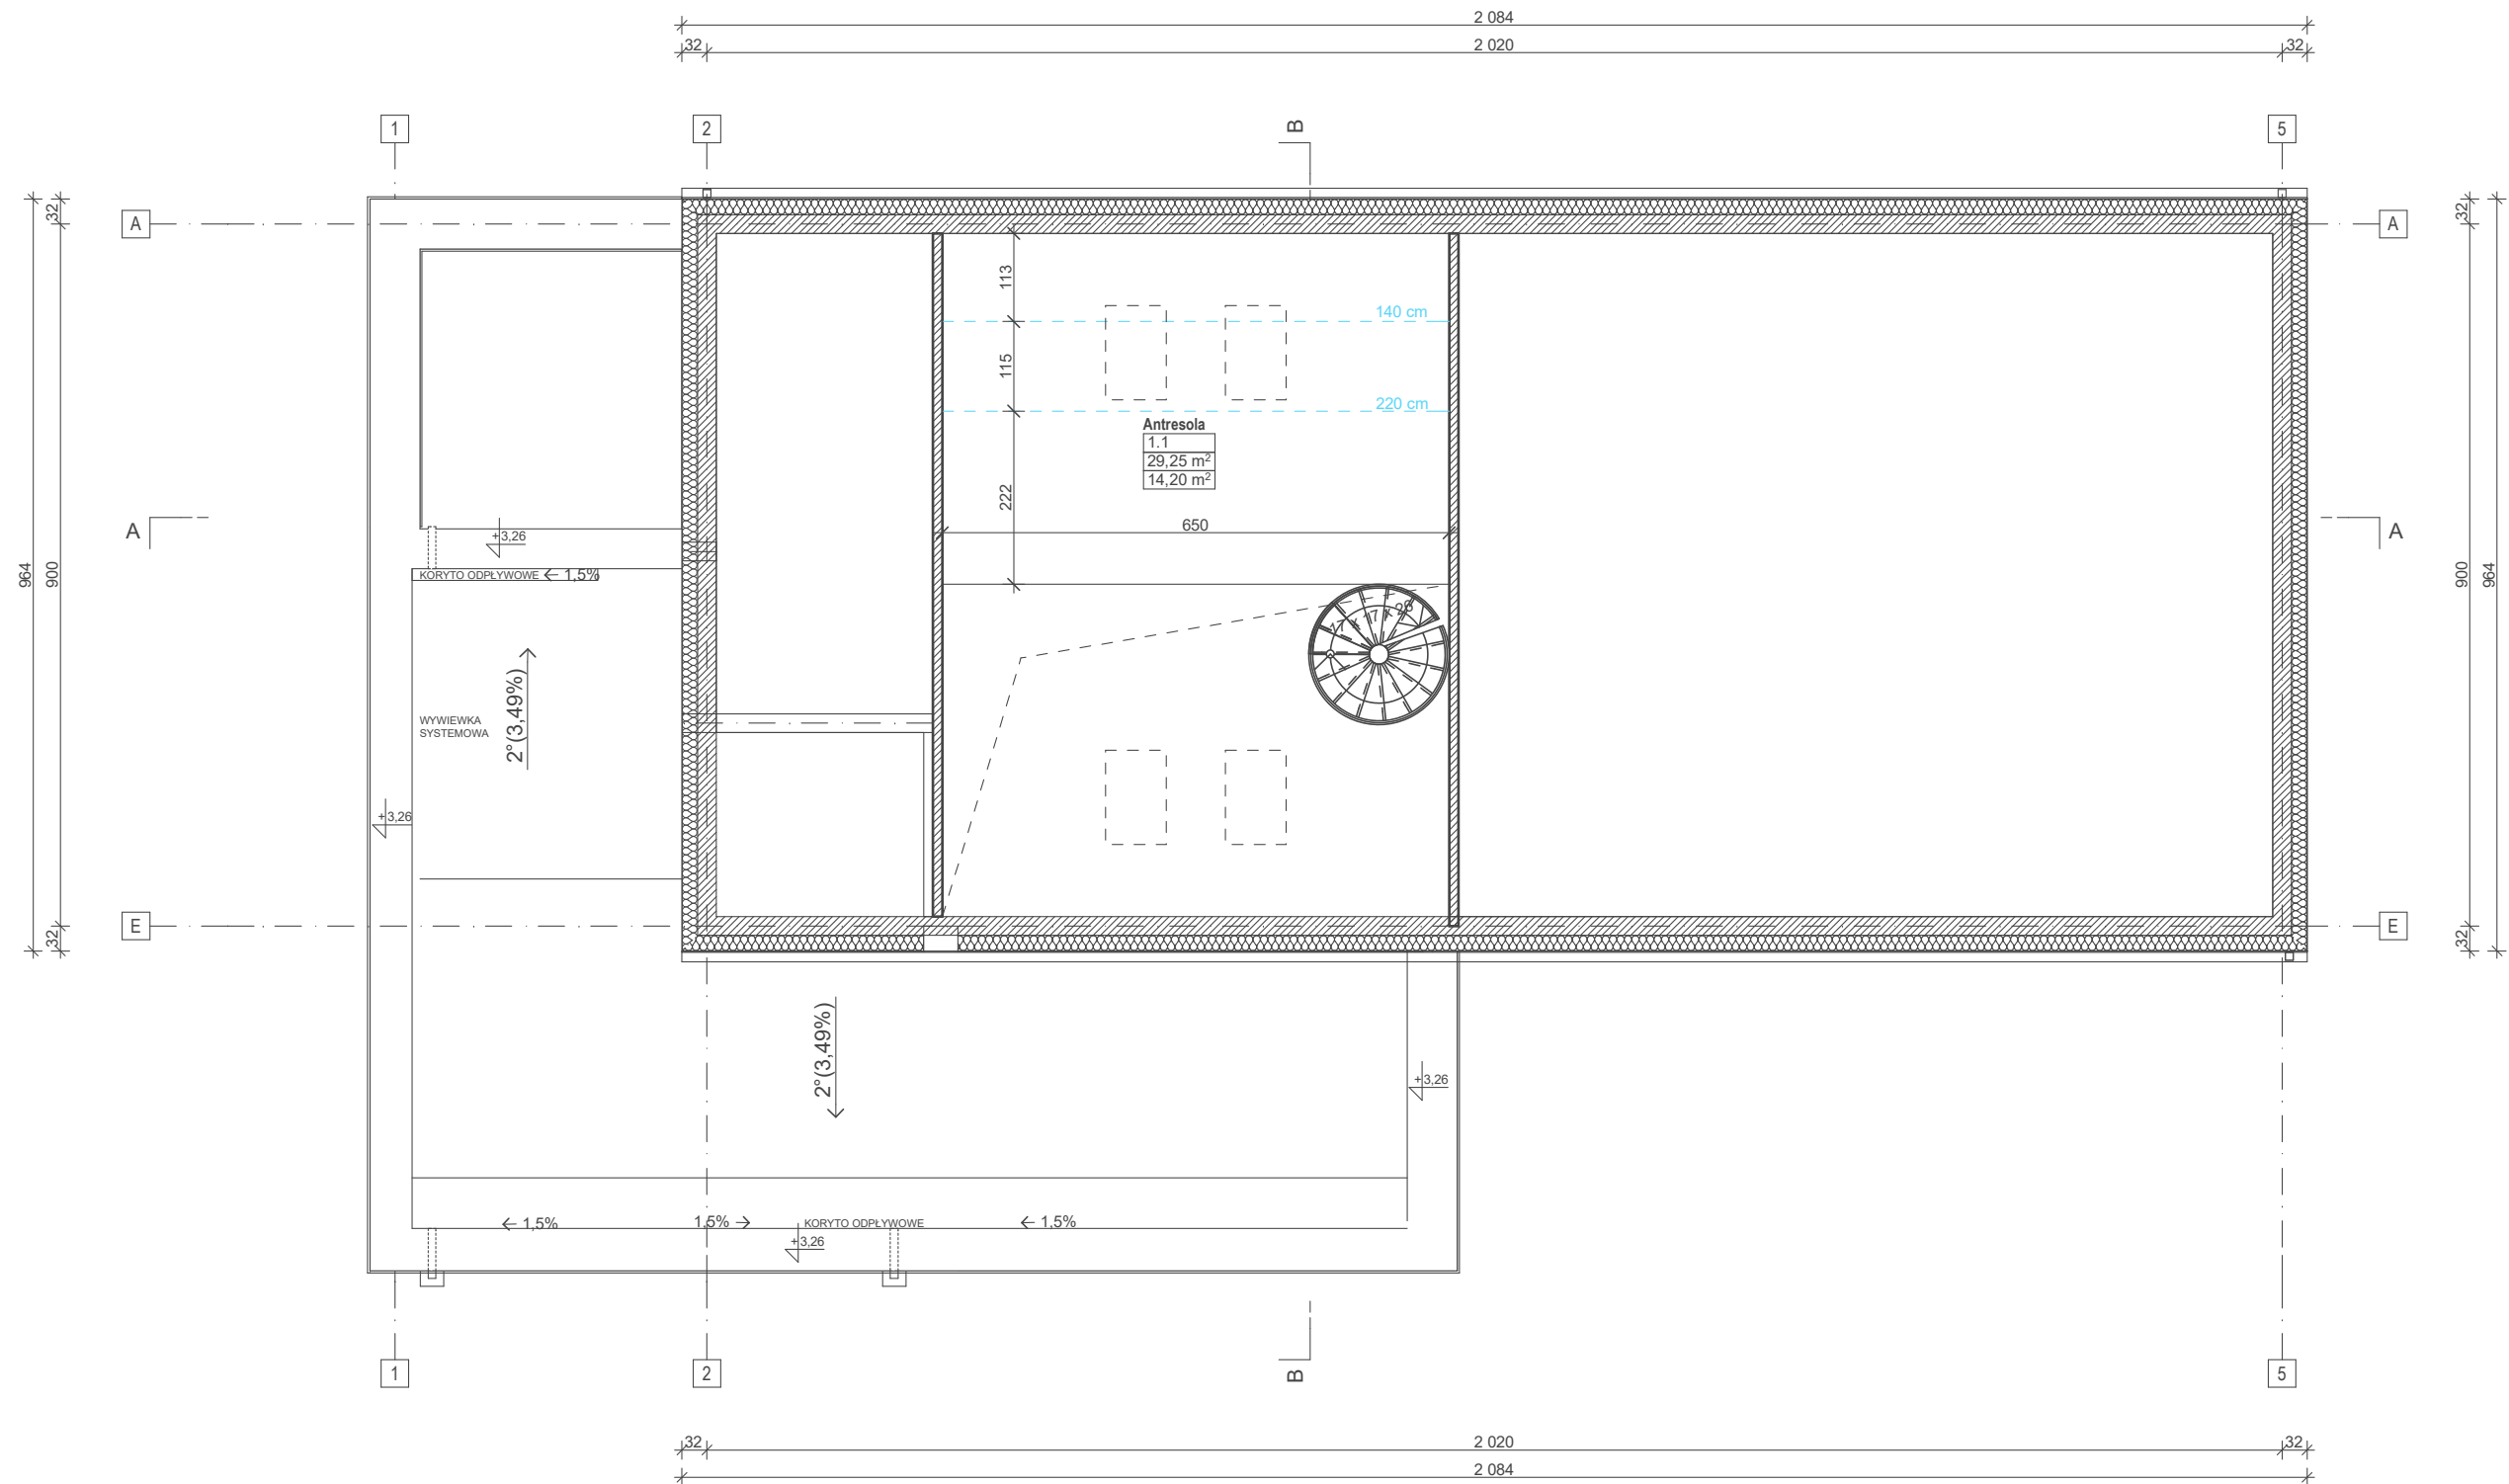 2 084
32 2 020 32
1 2 B 5
32 32
A A
113
140 cm
115
220 cm
Antresola
1.1
29,25 m²
14,20 m²
222
650
A A
+3,26
964 900 900 964
KORYTO ODPŁYWOWE ← 1,5%
17 x 17 x 28
2°(3,49%)
WYWIEWKA
SYSTEMOWA
+3,26
E E
32 32
2°(3,49%)
+3,26
← 1,5% 1,5% → KORYTO ODPŁYWOWE ← 1,5%
+3,26
1 2 B 5
32 2 020 32
2 084